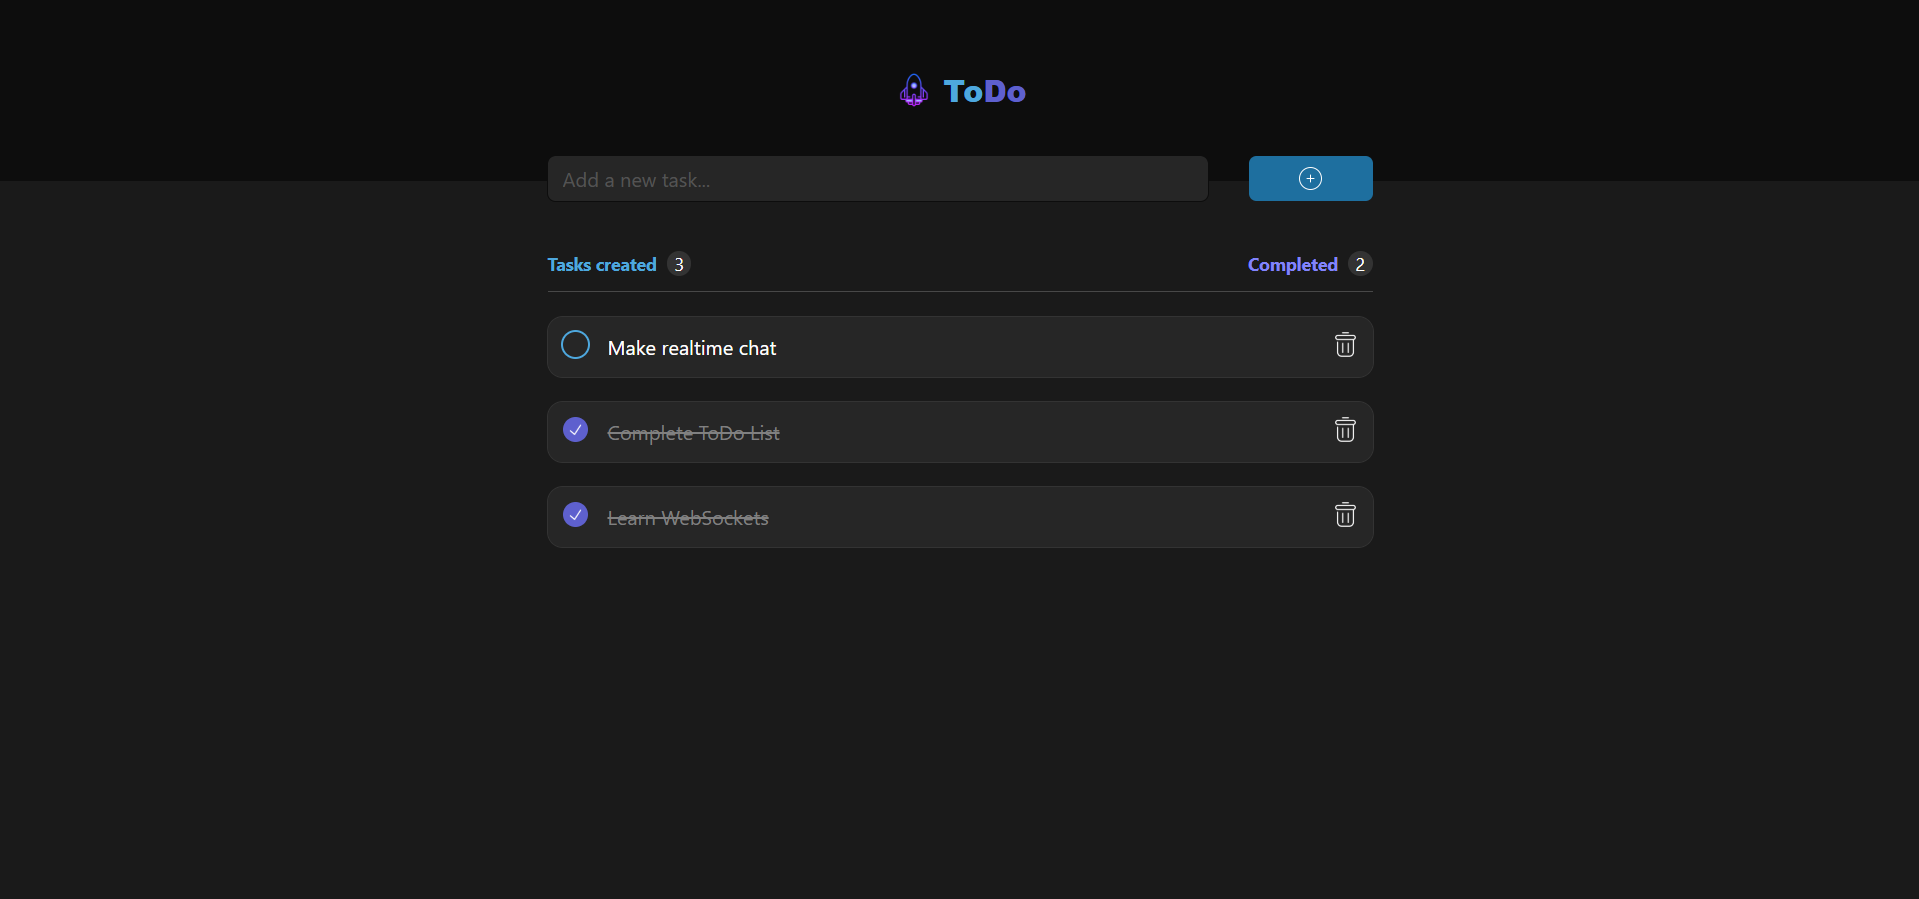 ToDo
Add a new task...
Tasks created 3
Completed 2
Make realtime chat
Complete ToDo List
Learn WebSockets